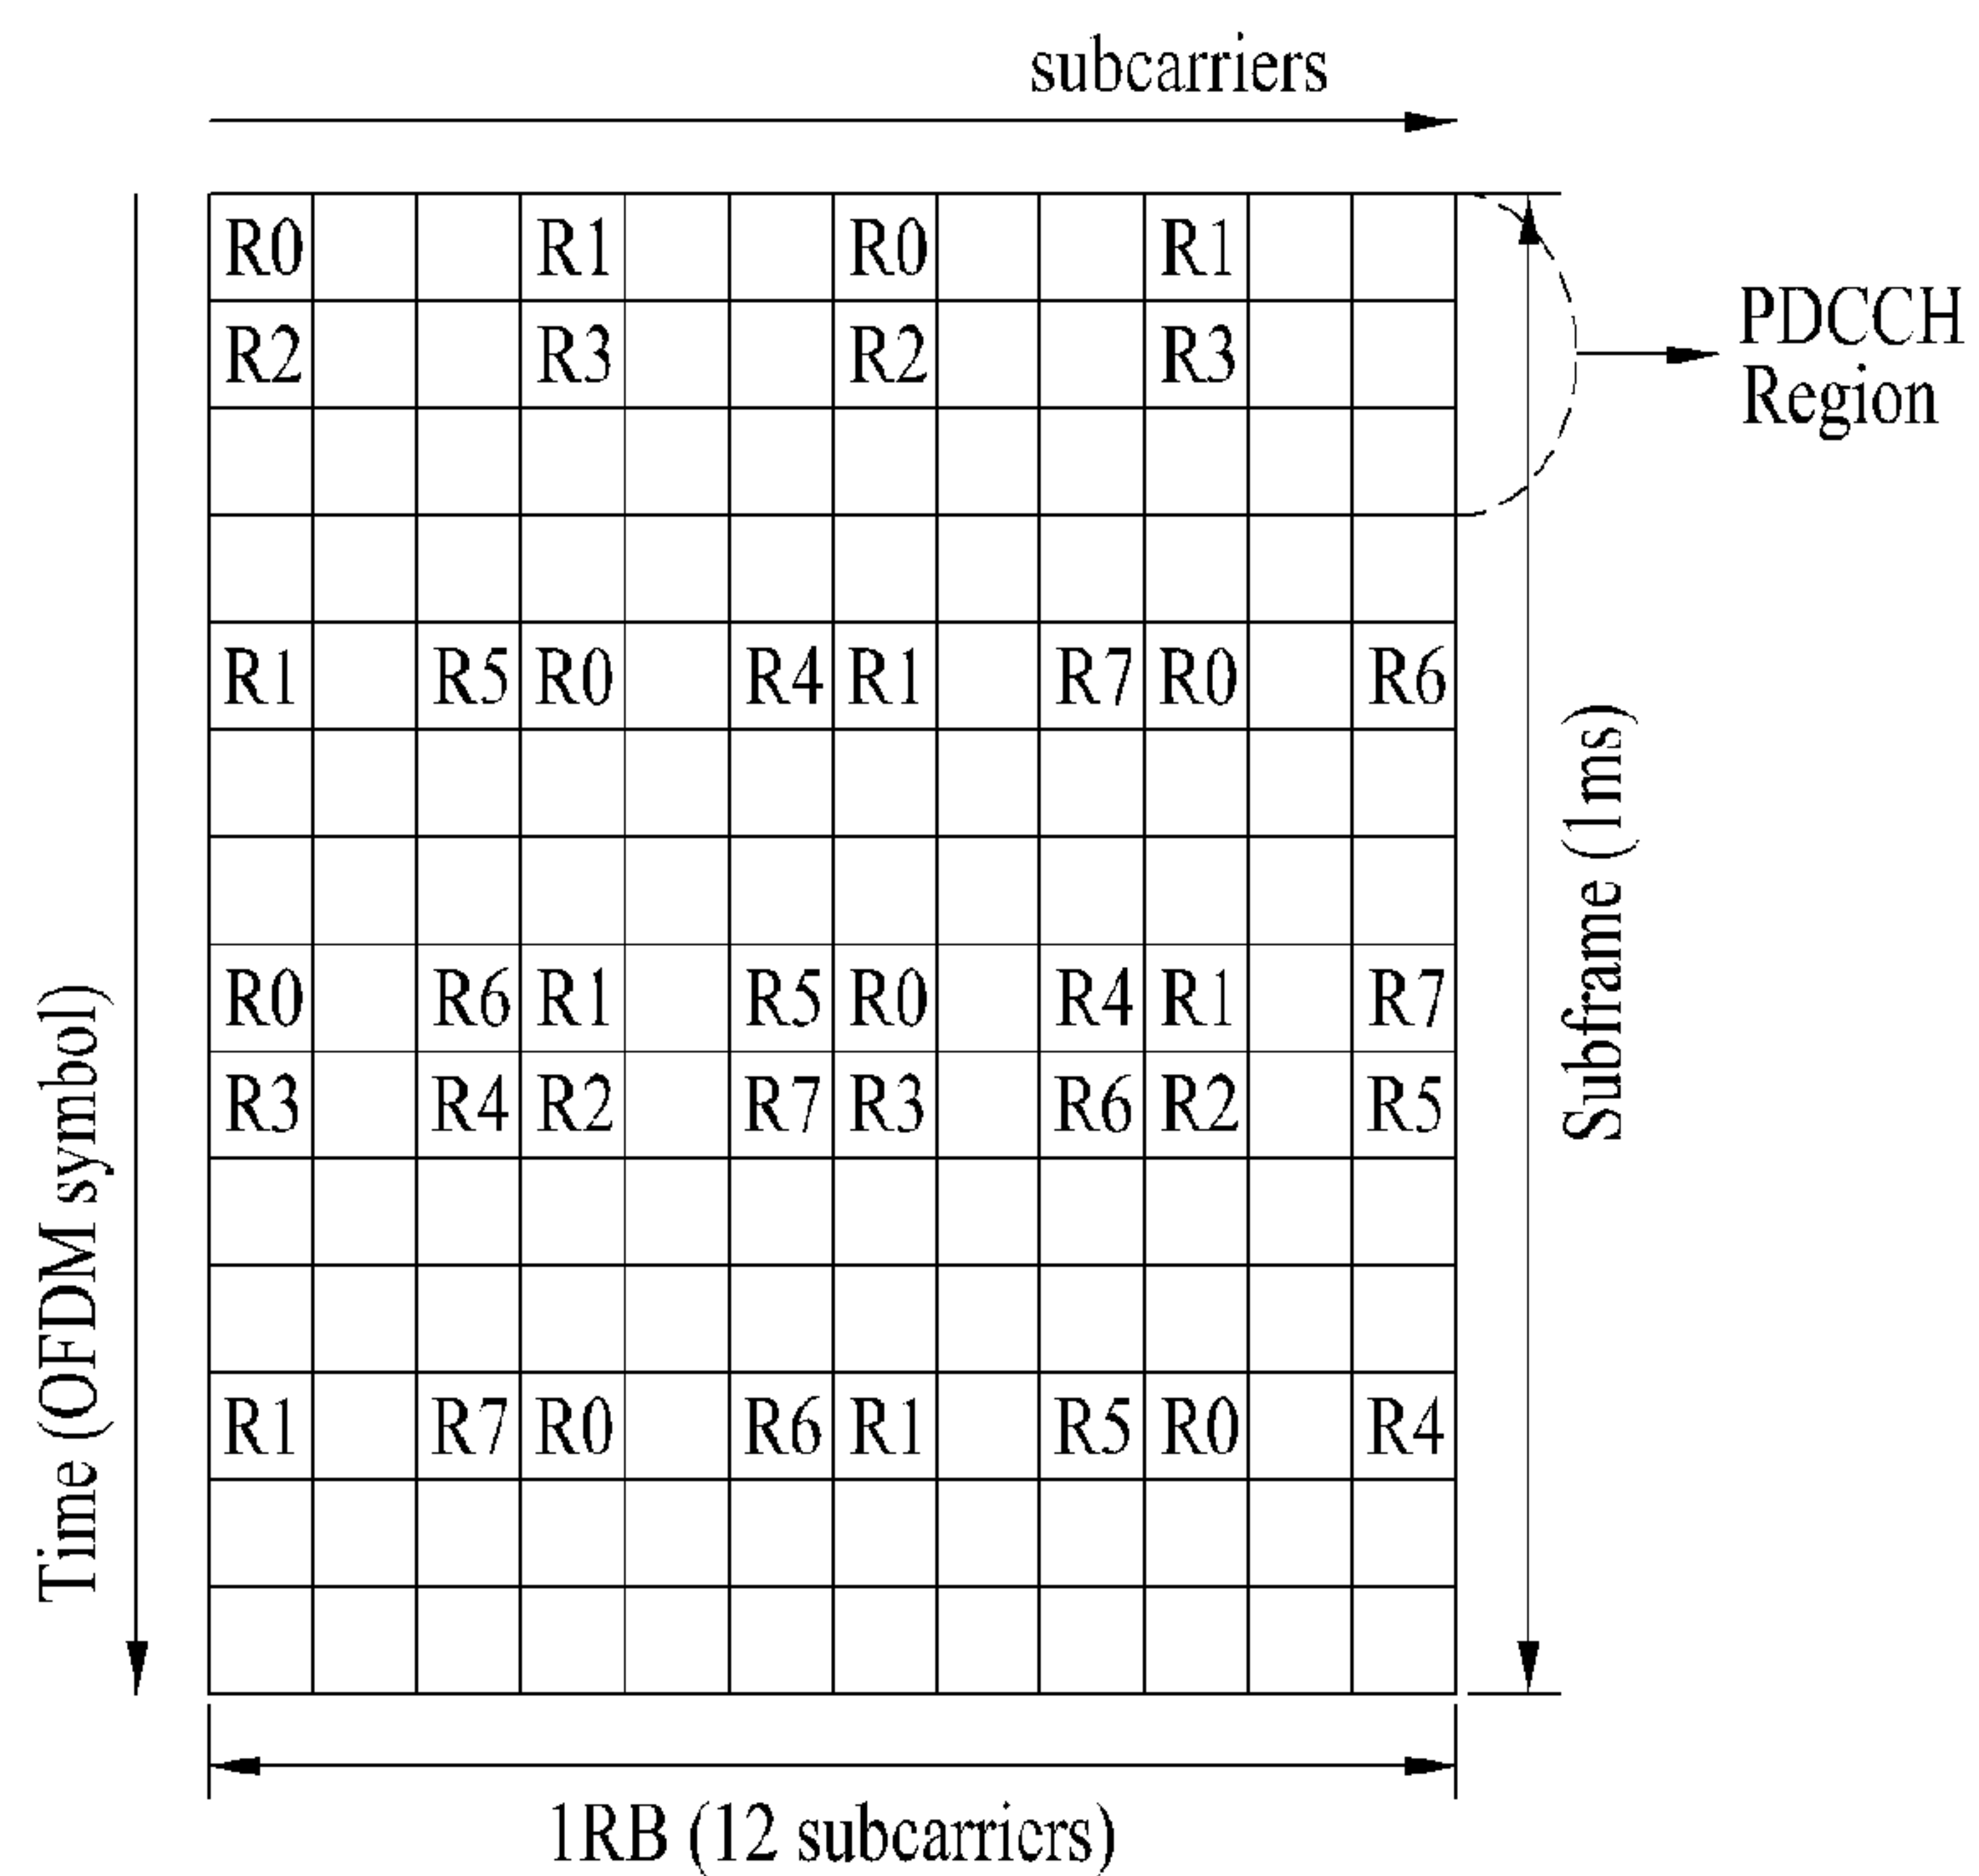 subcarriers
R0 R1 R0 R1
R2 R3 R2 R3
PDCCH
Region
R1 R5 R0 R4 R1 R7 R0 R6
R0 R6 R1 R5 R0 R4 R1 R7
R3 R4 R2 R7 R3 R6 R2 R5
R1 R7 R0 R6 R1 R5 R0 R4
Time (OFDM symbol)
Subframe (1ms)
1RB (12 subcarricrs)